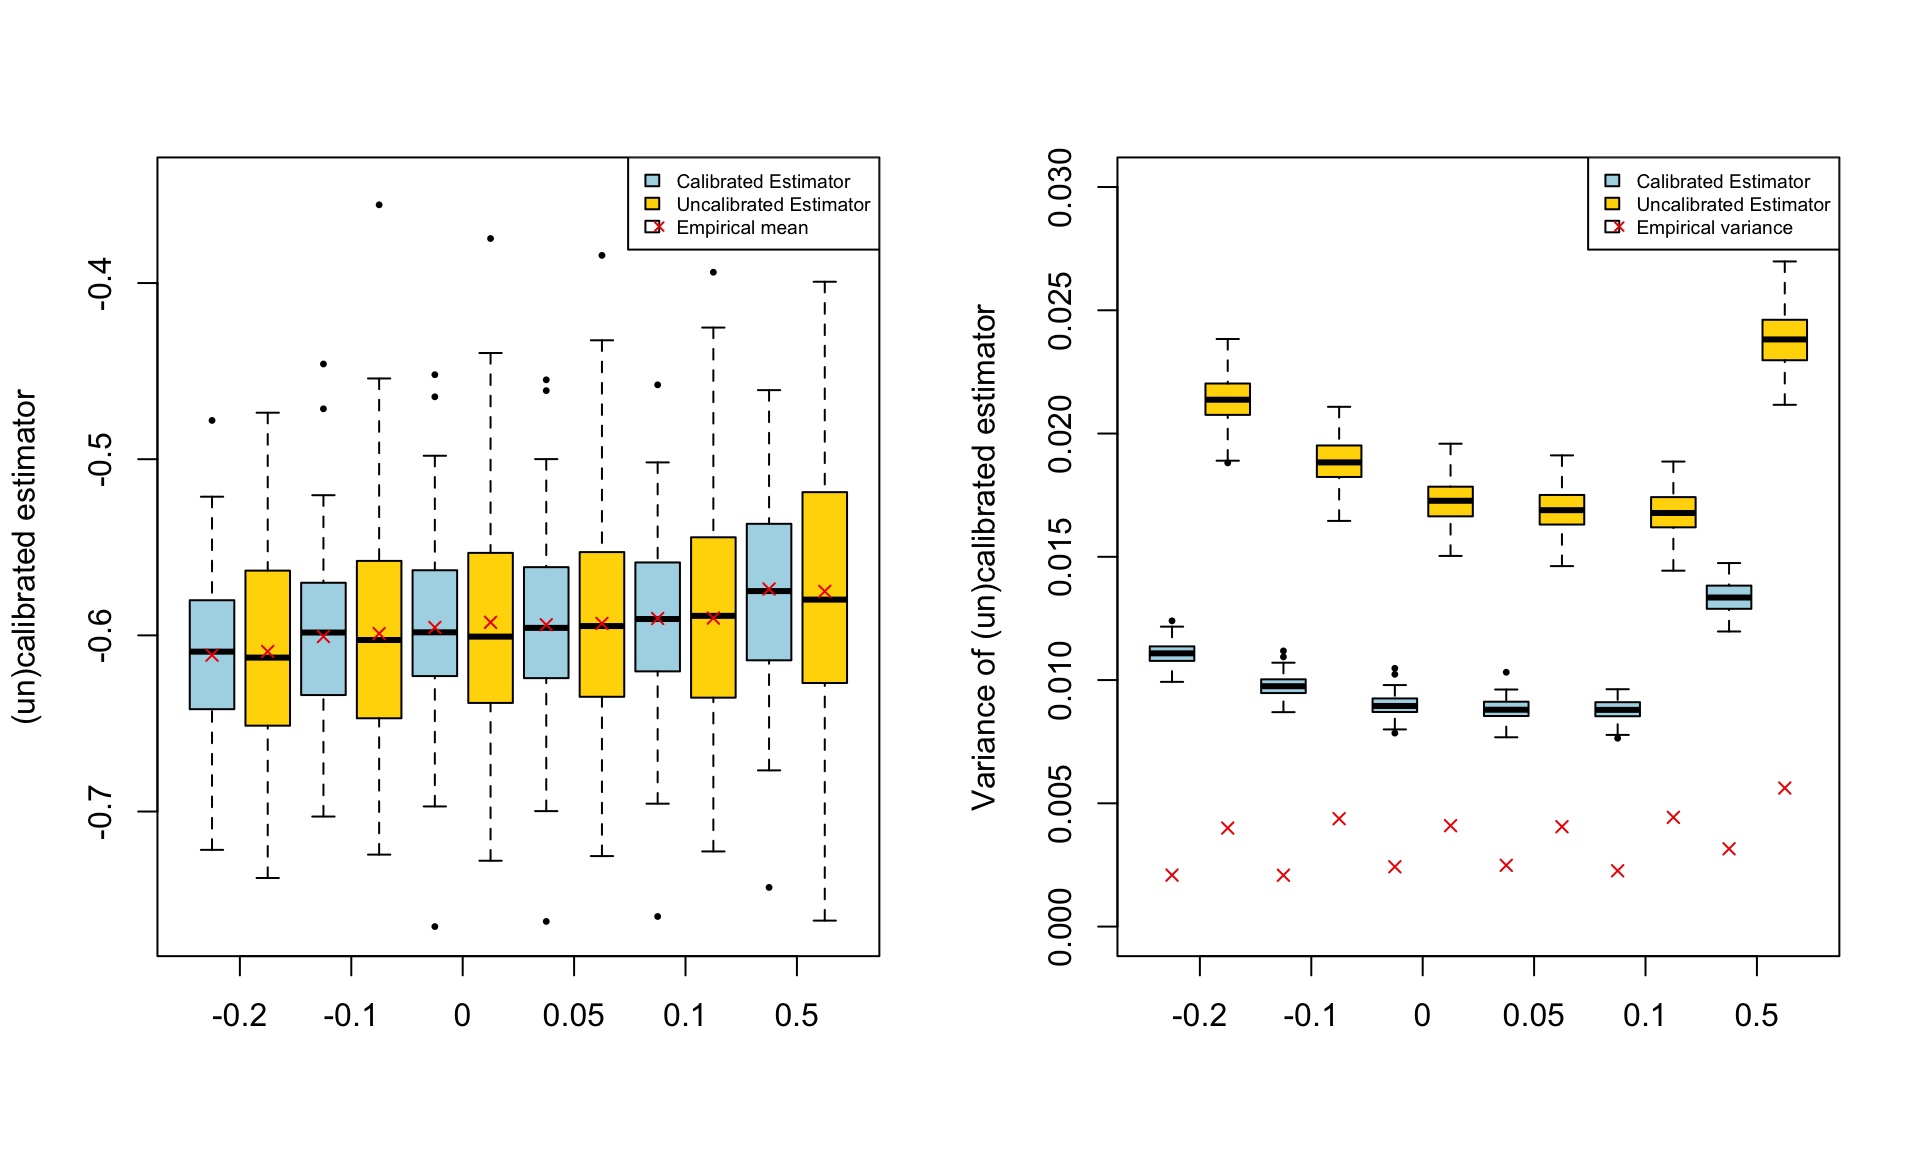 (un)calibrated estimator
-0.4
-0.5
-0.6
-0.7
Calibrated Estimator
Uncalibrated Estimator
Empirical mean
-0.2 -0.1 0 0.05 0.1 0.5
Variance of (un)calibrated estimator
0.030
0.025
0.020
0.015
0.010
0.005
0.000
Calibrated Estimator
Uncalibrated Estimator
Empirical variance
-0.2 -0.1 0 0.05 0.1 0.5